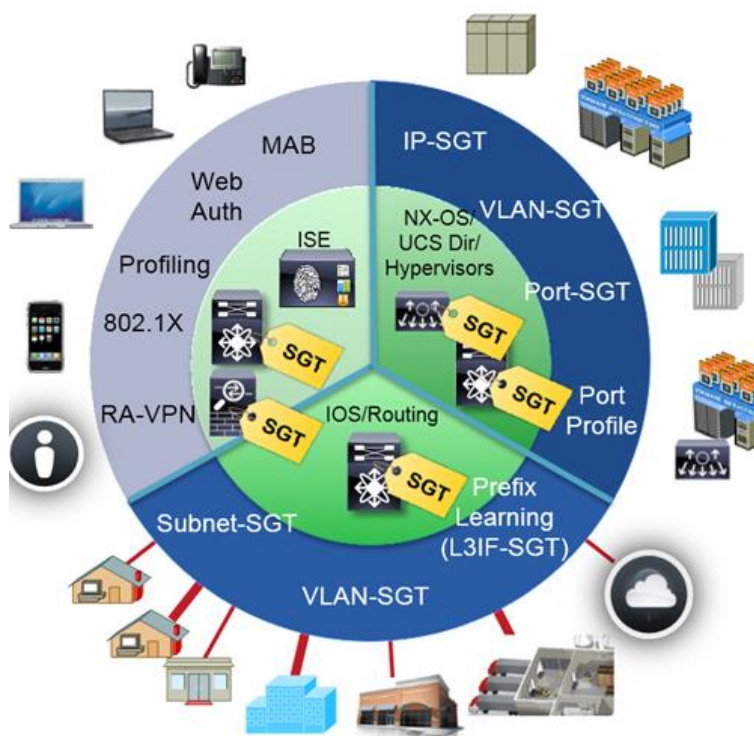 MAB
Web
Auth
Profiling
802.1X
RA-VPN
ISE
SGT
SGT
IP-SGT
VLAN-SGT
Port-SGT
Port
Profile
NX-OS/
UCS Dir/
Hypervisors
SGT
SGT
IOS/Routing
SGT
Subnet-SGT
VLAN-SGT
Prefix
Learning
(L3IF-SGT)